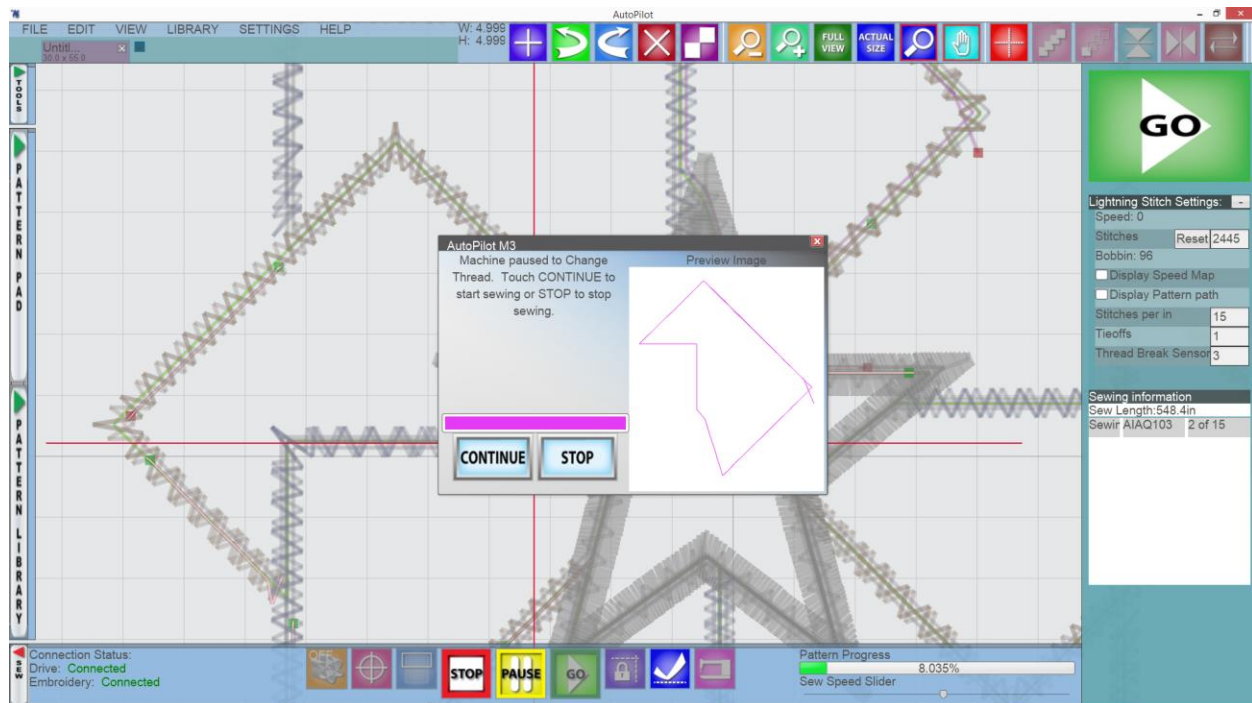 AutoPilot
FILE EDIT VIEW LIBRARY SETTINGS HELP
W: 4.999
H: 4.999
FULL VIEW
ACTUAL SIZE
Untitl...
30.0 x 55.0
TOOLS
PATTERN PAD
PATTERN LIBRARY
SEW
GO
Lightning Stitch Settings: -
Speed: 0
Stitches Reset 2445
Bobbin: 96
Display Speed Map
Display Pattern path
Stitches per in 15
Tieoffs 1
Thread Break Sensor 3
Sewing information
Sew Length:548.4in
Sewir AIAQ103 2 of 15
AutoPilot M3
Machine paused to Change
Thread. Touch CONTINUE to
start sewing or STOP to stop
sewing.
Preview Image
CONTINUE STOP
Connection Status:
Drive: Connected
Embroidery: Connected
OFF
STOP
PAUSE
GO
Pattern Progress
8.035%
Sew Speed Slider